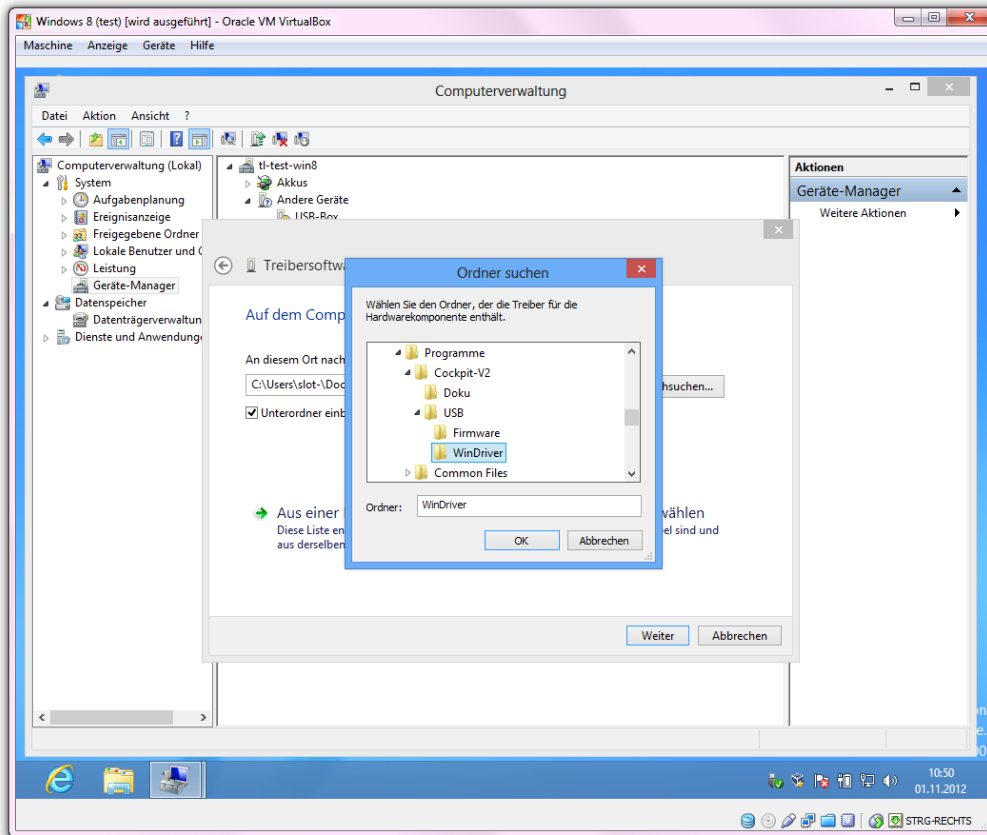 Windows 8 (test) [wird ausgeführt] - Oracle VM VirtualBox
Maschine Anzeige Geräte Hilfe
Computerverwaltung
Datei Aktion Ansicht ?
Computerverwaltung (Lokal)
System
Aufgabenplanung
Ereignisanzeige
Freigegebene Ordner
Lokale Benutzer und
Leistung
Geräte-Manager
Datenspeicher
Datenträgerverwaltun
Dienste und Anwendung
tl-test-win8
Akkus
Andere Geräte
USB-Box
Aktionen
Geräte-Manager
Weitere Aktionen
Treibersoftw
Auf dem Comp
An diesem Ort nach
C:\Users\slot-\Doc
hsuchen...
Unterordner einb
Aus einer
wählen
Diese Liste en
el sind und
aus derselben
Weiter Abbrechen
Ordner suchen
Wählen Sie den Ordner, der die Treiber für die
Hardwarekomponente enthält.
Programme
Cockpit-V2
Doku
USB
Firmware
WinDriver
Common Files
Ordner: WinDriver
OK Abbrechen
10:50
01.11.2012
STRG-RECHTS